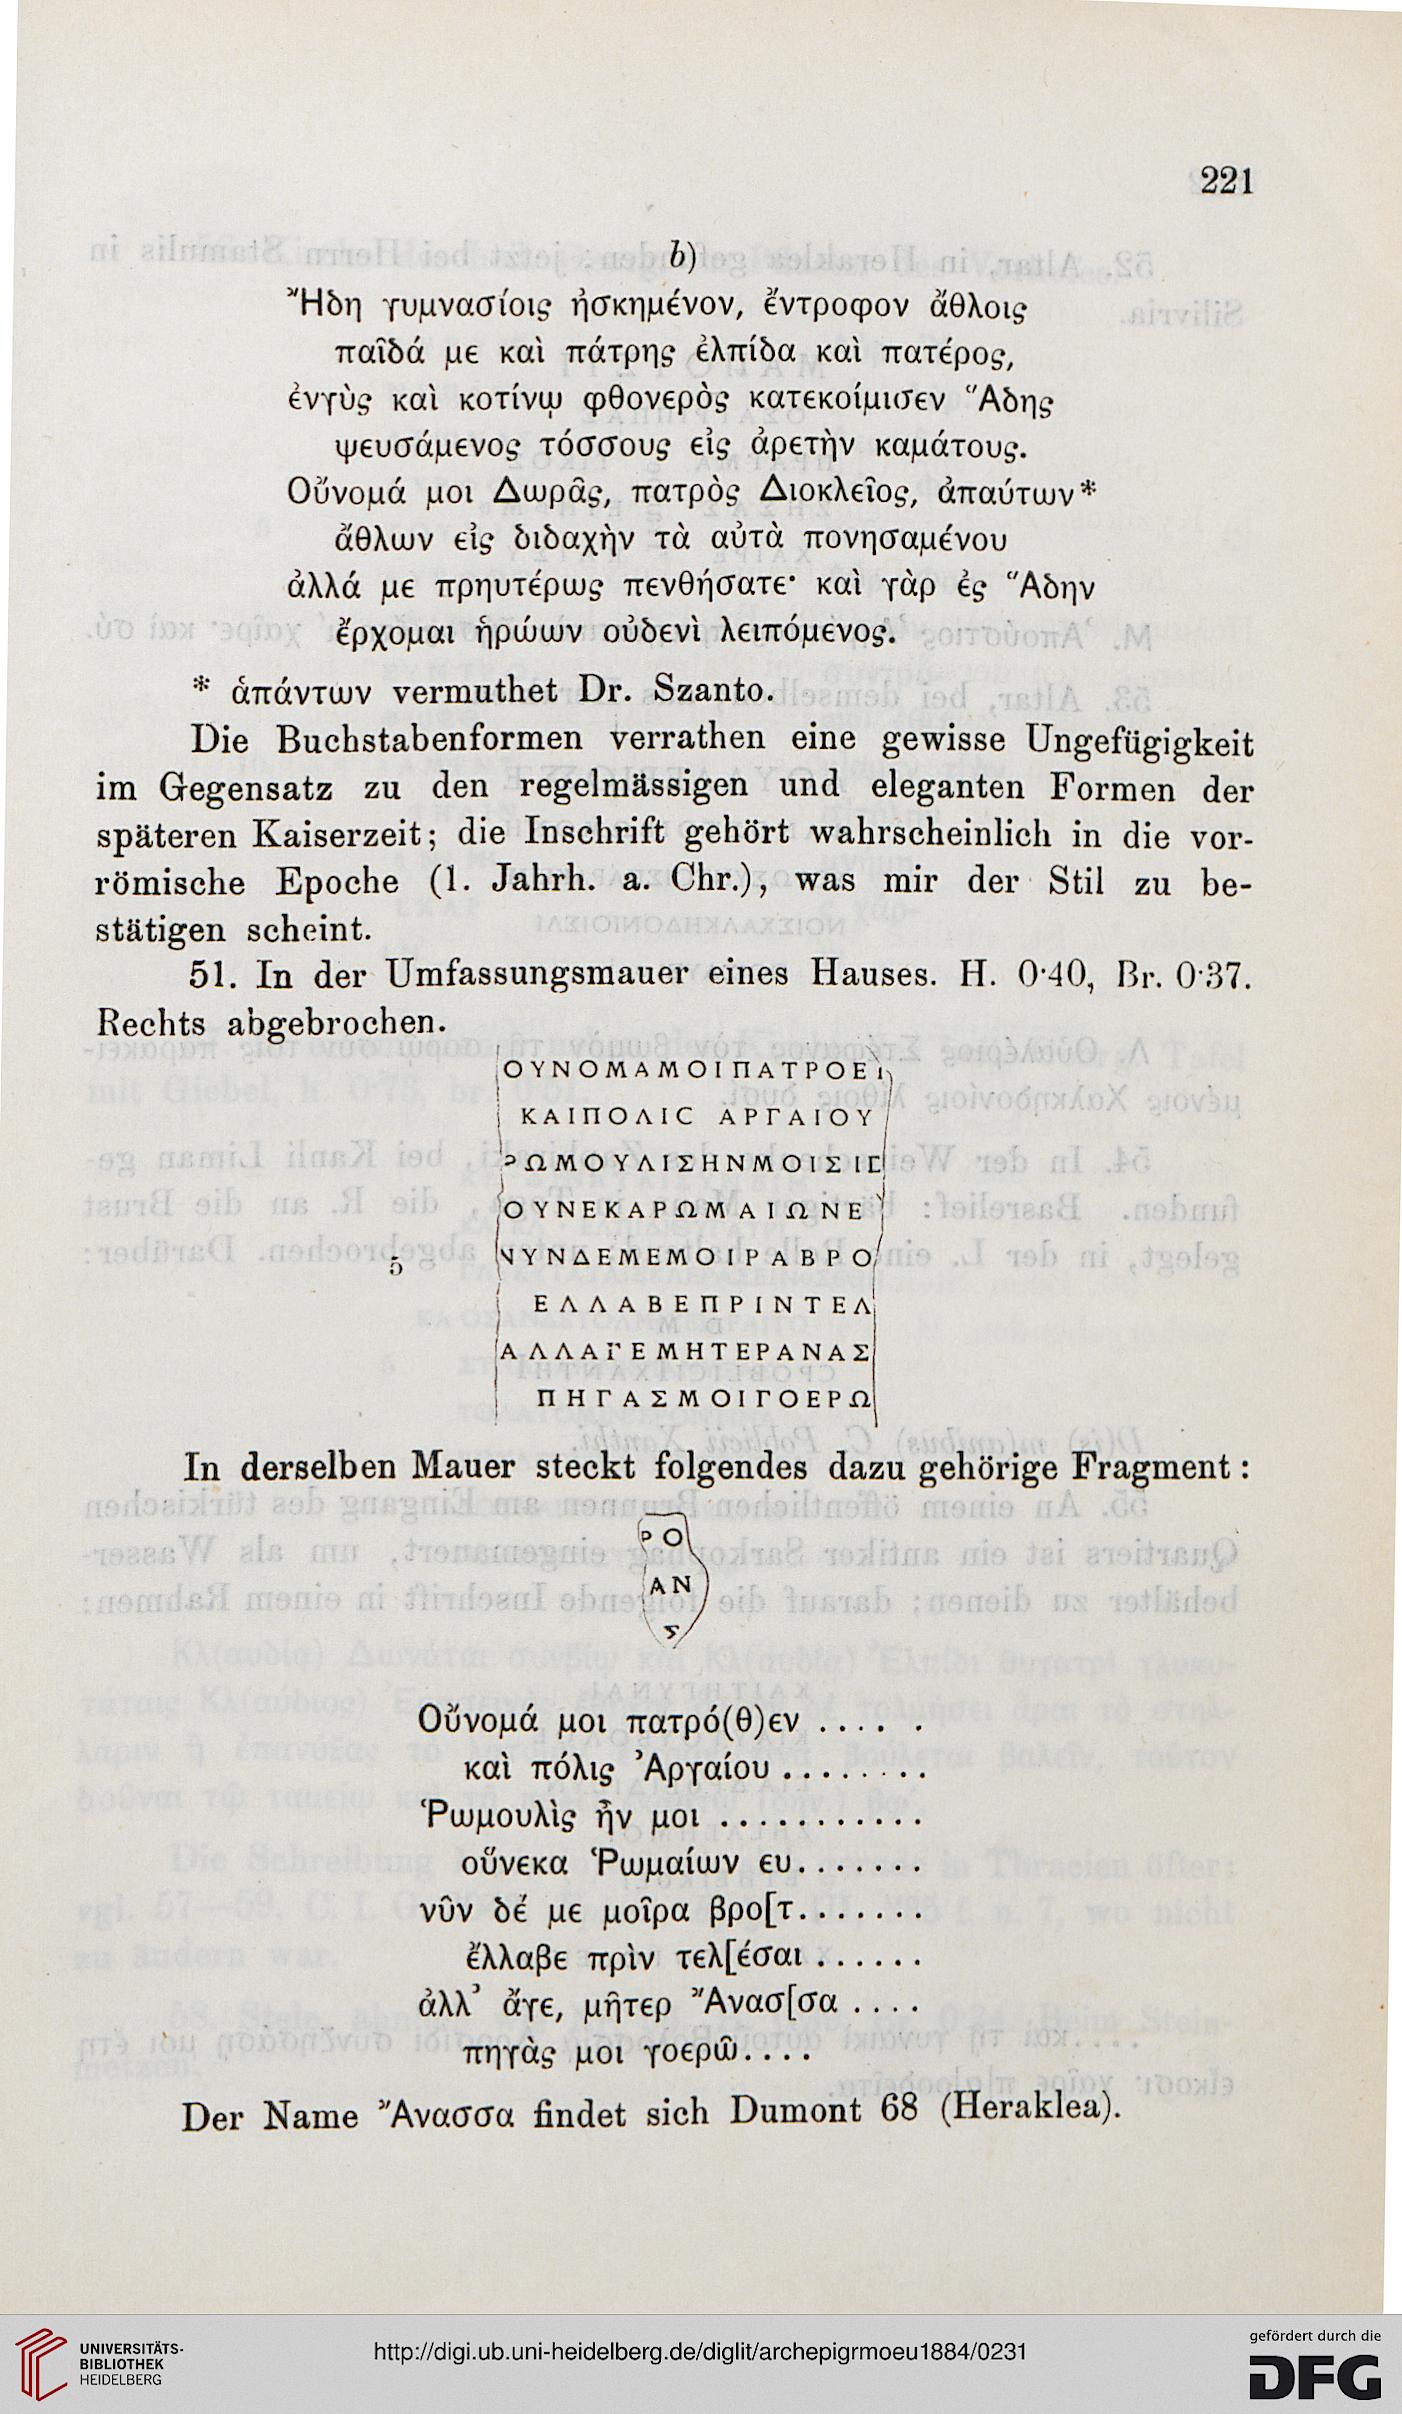 221
b)
Ἤδη γυμνασίοις ἠσκημένον, ἔντροφον ἄθλοις
παῖδά με καὶ πάτρης ἐλπίδα καὶ πατέρος,
ἐνγὺς καὶ κοτίνῳ φθονερὸς κατεκοίμισεν Ἅδης
ψευσάμενος τόσσους εἰς ἀρετὴν καμάτους.
Οὔνομά μοι Δωρᾶς, πατρὸς Διοκλεῖος, ἁπαύτων*
ἄθλων εἰς διδαχὴν τὰ αὐτὰ πονησαμένου
ἀλλά με πρηυτέρως πενθήσατε· καὶ γὰρ ἐς Ἅδην
ἔρχομαι ἡρώων οὐδενὶ λειπόμενος.
* ἁπάντων vermuthet Dr. Szanto.
Die Buchstabenformen verrathen eine gewisse Ungefügigkeit
im Gegensatz zu den regelmässigen und eleganten Formen der
späteren Kaiserzeit; die Inschrift gehört wahrscheinlich in die vor-
römische Epoche (1. Jahrh. a. Chr.), was mir der Stil zu be-
stätigen scheint.
51. In der Umfassungsmauer eines Hauses. H. 0·40, Br. 0·37.
Rechts abgebrochen.
ΟΥΝΟΜΑΜΟΙΠΑΤΡΟΕΙ
ΚΑΙΠΟΛΙC ΑΡΓΑΙΟΥ
ΡΩΜΟΥΛΙΣΗΝΜΟΙΣΙΕ
ΟΥΝΕΚΑΡΩΜΑΙΩΝΕ
5 ΝΥΝΔΕΜΕΜΟΙΡΑΒΡΟ
ΕΛΛΑΒΕΠΡΙΝΤΕΛ
ΑΛΛΑΓΕΜΗΤΕΡΑΝΑΣ
ΠΗΓΑΣΜΟΙΓΟΕΡΩ
In derselben Mauer steckt folgendes dazu gehörige Fragment:
ΡΟ
ΑΝ
Σ
Οὔνομά μοι πατρό(θ)εν .....
καὶ πόλις Ἀργαίου ........
Ῥωμουλὶς ἦν μοι ...........
οὕνεκα Ῥωμαίων ευ.......
νῦν δέ με μοῖρα βρο[τ.......
ἔλλαβε πρὶν τελ[έσαι ......
ἀλλ᾽ ἄγε, μῆτερ Ἄνασ[σα ....
πηγὰς μοι γοερῶ....
Der Name Ἄνασσα findet sich Dumont 68 (Heraklea).
UNIVERSITÄTS-
BIBLIOTHEK
HEIDELBERG
http://digi.ub.uni-heidelberg.de/diglit/archepigrmoeu1884/0231
gefördert durch die
DFG